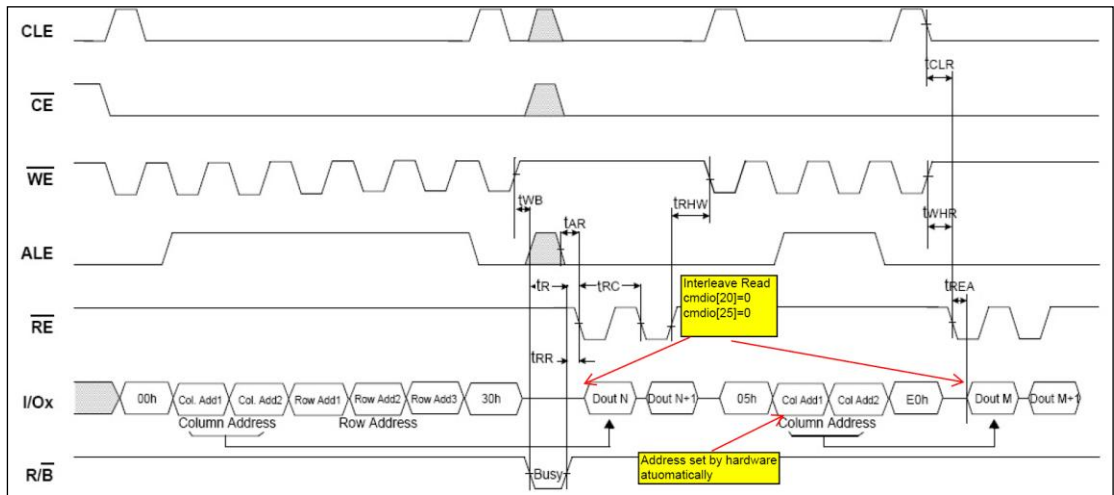 CLE
tCLR
CE
WE
tWB
tRHW
tWHR
tAR
ALE
Interleave Read
cmdio[20]=0
cmdio[25]=0
tR
tRC
tREA
RE
tRR
I/Ox
00h
Col. Add1
Col. Add2
Row Add1
Row Add2
Row Add3
30h
Dout N
Dout N+1
05h
Col Add1
Col Add2
E0h
Dout M
Dout M+1
Column Address
Row Address
Column Address
Address set by hardware
atuomatically
R/B
Busy